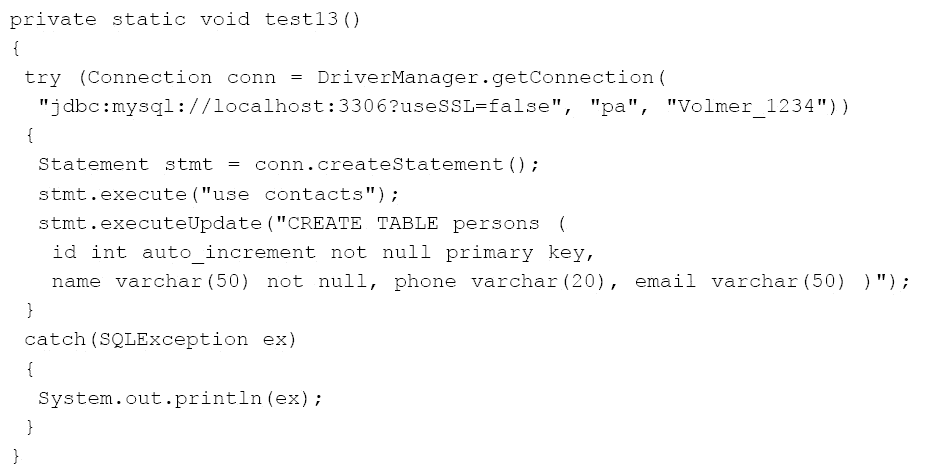 private static void test13()
{
try (Connection conn = DriverManager.getConnection(
"jdbc:mysql://localhost:3306?useSSL=false", "pa", "Volmer_1234"))
{
Statement stmt = conn.createStatement();
stmt.execute("use contacts");
stmt.executeUpdate("CREATE TABLE persons (
id int auto_increment not null primary key,
name varchar(50) not null, phone varchar(20), email varchar(50) )");
}
catch(SQLException ex)
{
System.out.println(ex);
}
}